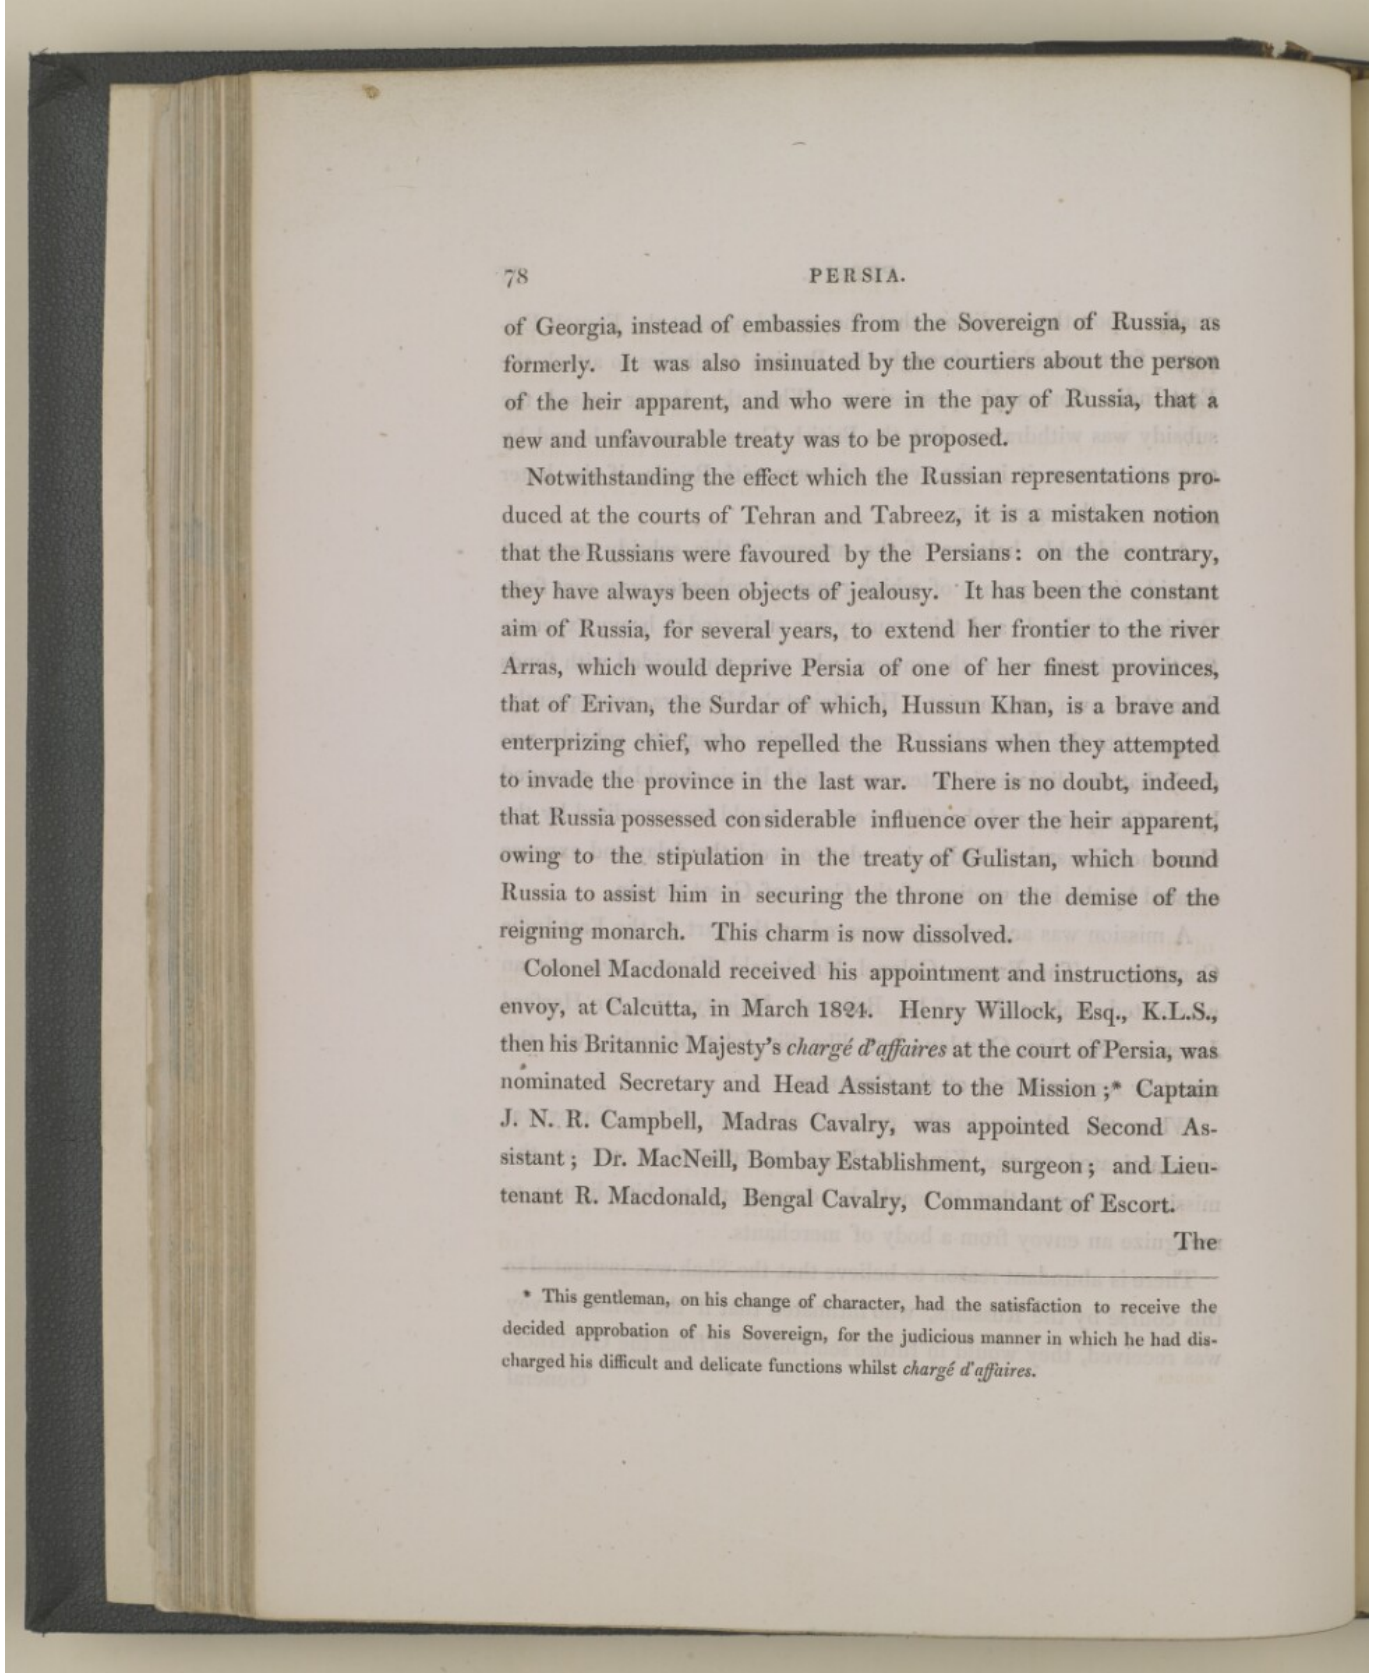 78 PERSIA.
of Georgia, instead of embassies from the Sovereign of Russia, as
formerly. It was also insinuated by the courtiers about the person
of the heir apparent, and who were in the pay of Russia, that a
new and unfavourable treaty was to be proposed.
Notwithstanding the effect which the Russian representations pro-
duced at the courts of Tehran and Tabreez, it is a mistaken notion
that the Russians were favoured by the Persians: on the contrary,
they have always been objects of jealousy. It has been the constant
aim of Russia, for several years, to extend her frontier to the river
Arras, which would deprive Persia of one of her finest provinces,
that of Erivan, the Surdar of which, Hussun Khan, is a brave and
enterprizing chief, who repelled the Russians when they attempted
to invade the province in the last war. There is no doubt, indeed,
that Russia possessed considerable influence over the heir apparent,
owing to the stipulation in the treaty of Gulistan, which bound
Russia to assist him in securing the throne on the demise of the
reigning monarch. This charm is now dissolved.
Colonel Macdonald received his appointment and instructions, as
envoy, at Calcutta, in March 1824. Henry Willock, Esq., K.L.S.,
then his Britannic Majesty's chargé d'affaires at the court of Persia, was
nominated Secretary and Head Assistant to the Mission;* Captain
J. N. R. Campbell, Madras Cavalry, was appointed Second As-
sistant; Dr. MacNeill, Bombay Establishment, surgeon; and Lieu-
tenant R. Macdonald, Bengal Cavalry, Commandant of Escort.
The
* This gentleman, on his change of character, had the satisfaction to receive the
decided approbation of his Sovereign, for the judicious manner in which he had dis-
charged his difficult and delicate functions whilst chargé d'affaires.